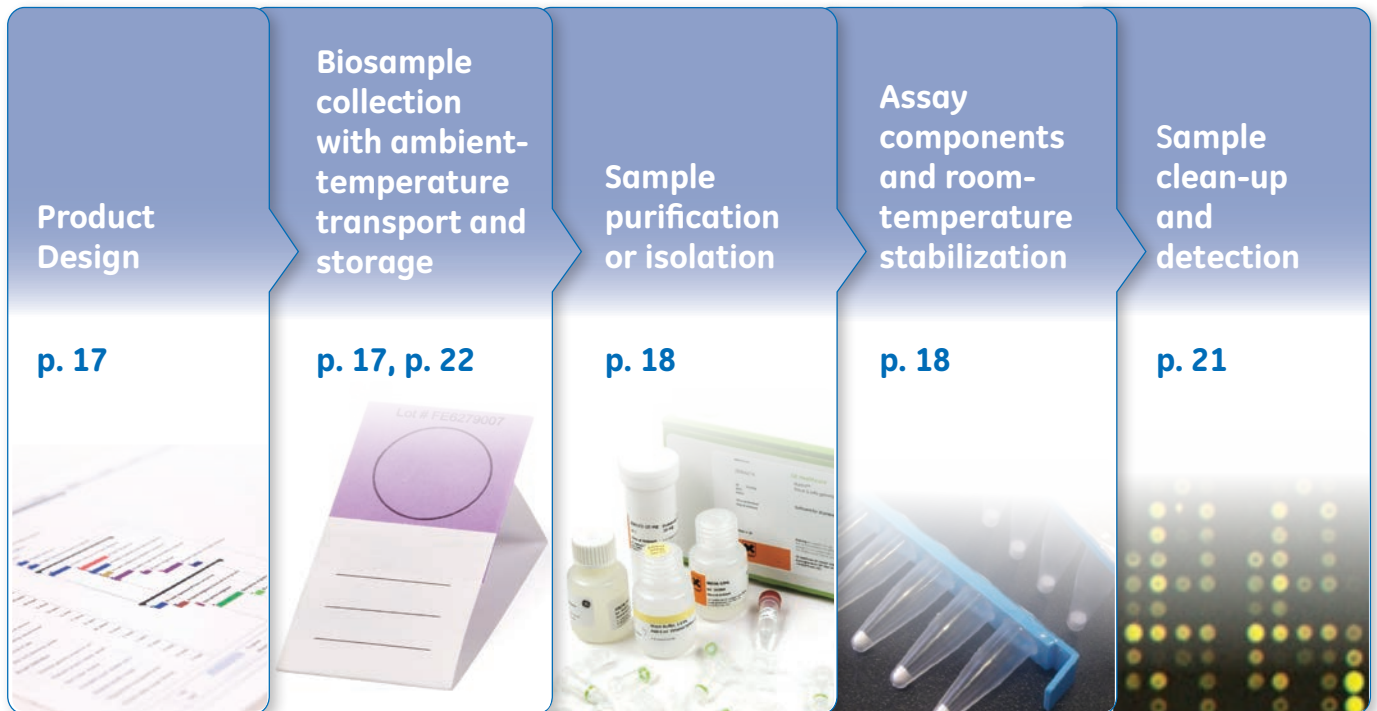 Product
Design
p. 17
Biosample
collection
with ambient-
temperature
transport and
storage
p. 17, p. 22
Lot # FE6279007
Sample
purification
or isolation
p. 18
Assay
components
and room-
temperature
stabilization
p. 18
Sample
clean-up
and
detection
p. 21